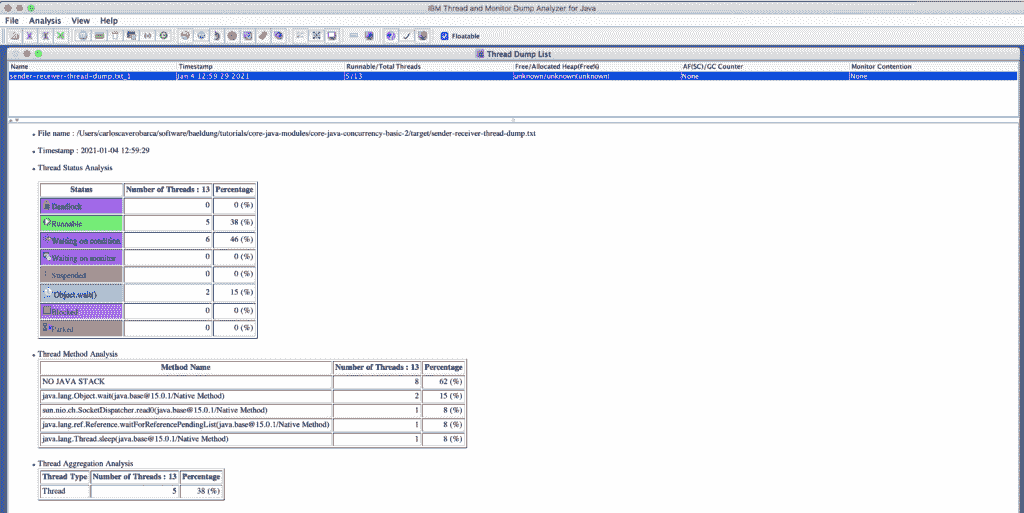 IBM Thread and Monitor Dump Analyzer for Java
File Analysis View Help
Floatable
Thread Dump List
Name Timestamp Runnable/Total Threads Free/Allocated Heap(Free%) AF(SC)/GC Counter Monitor Contention
sender-receiver-thread-dump.txt_1 Jan 4 12:59:29 2021 5/13 unknown/unknown(unknown) None None
File name : /Users/carloscaverobarca/software/baeldung/tutorials/core-java-modules/core-java-concurrency-basic-2/target/sender-receiver-thread-dump.txt
Timestamp : 2021-01-04 12:59:29
Thread Status Analysis
Status Number of Threads : 13 Percentage
Deadlock 0 0 (%)
Runnable 5 38 (%)
Waiting on condition 6 46 (%)
Waiting on monitor 0 0 (%)
Suspended 0 0 (%)
Object.wait() 2 15 (%)
Blocked 0 0 (%)
Parked 0 0 (%)
Thread Method Analysis
Method Name Number of Threads : 13 Percentage
NO JAVA STACK 8 62 (%)
java.lang.Object.wait(java.base@15.0.1/Native Method) 2 15 (%)
sun.nio.ch.SocketDispatcher.read0(java.base@15.0.1/Native Method) 1 8 (%)
java.lang.ref.Reference.waitForReferencePendingList(java.base@15.0.1/Native Method) 1 8 (%)
java.lang.Thread.sleep(java.base@15.0.1/Native Method) 1 8 (%)
Thread Aggregation Analysis
Thread Type Number of Threads : 13 Percentage
Thread 5 38 (%)